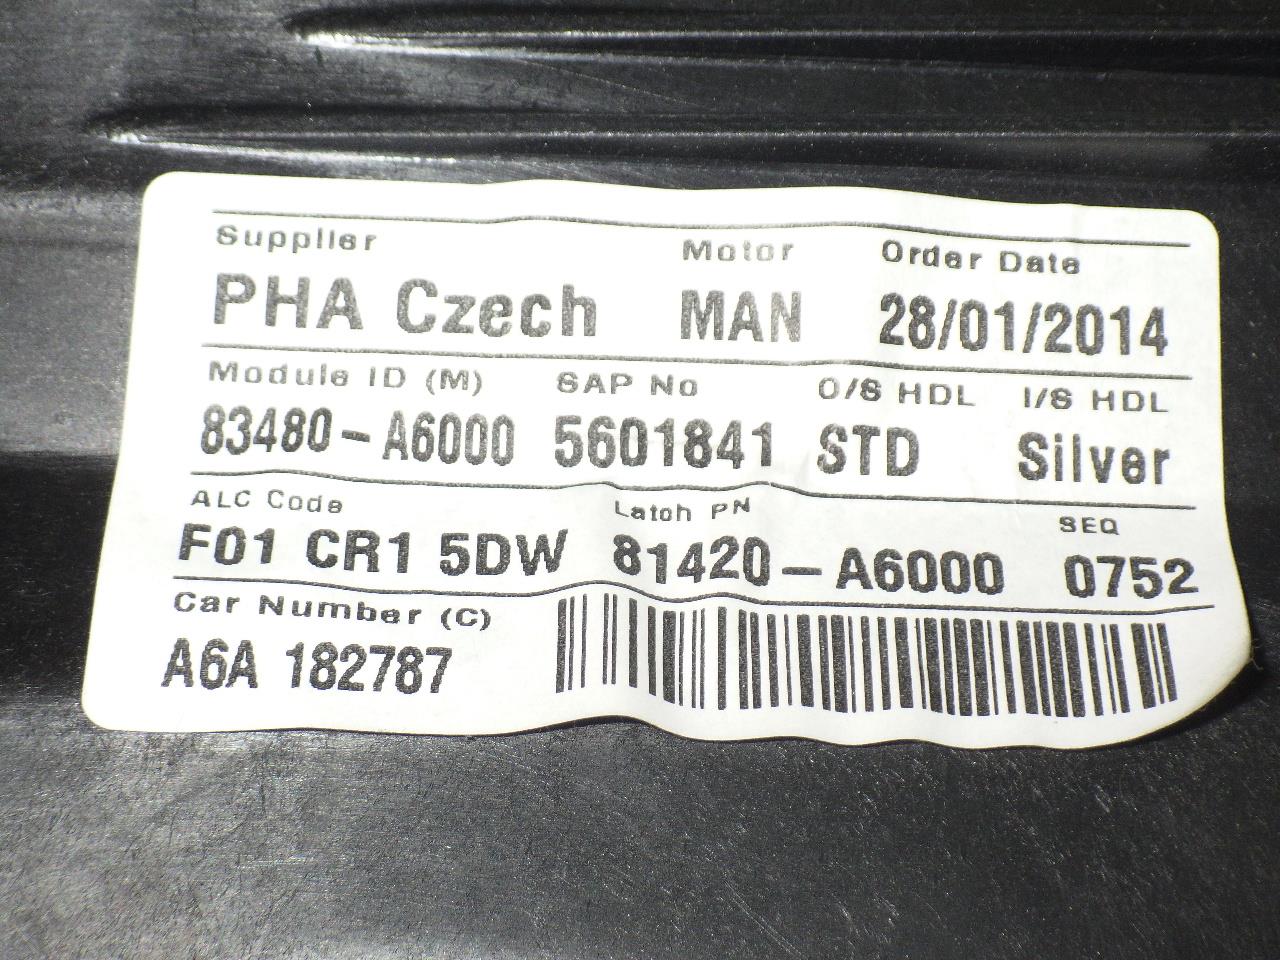 Supplier Motor Order Date
PHA Czech MAN 28/01/2014
Module ID (M) SAP No O/S HDL I/S HDL
83480-A6000 5601841 STD Silver
ALC Code Latch PN SEQ
F01 CR1 5DW 81420-A6000 0752
Car Number (C)
A6A 182787